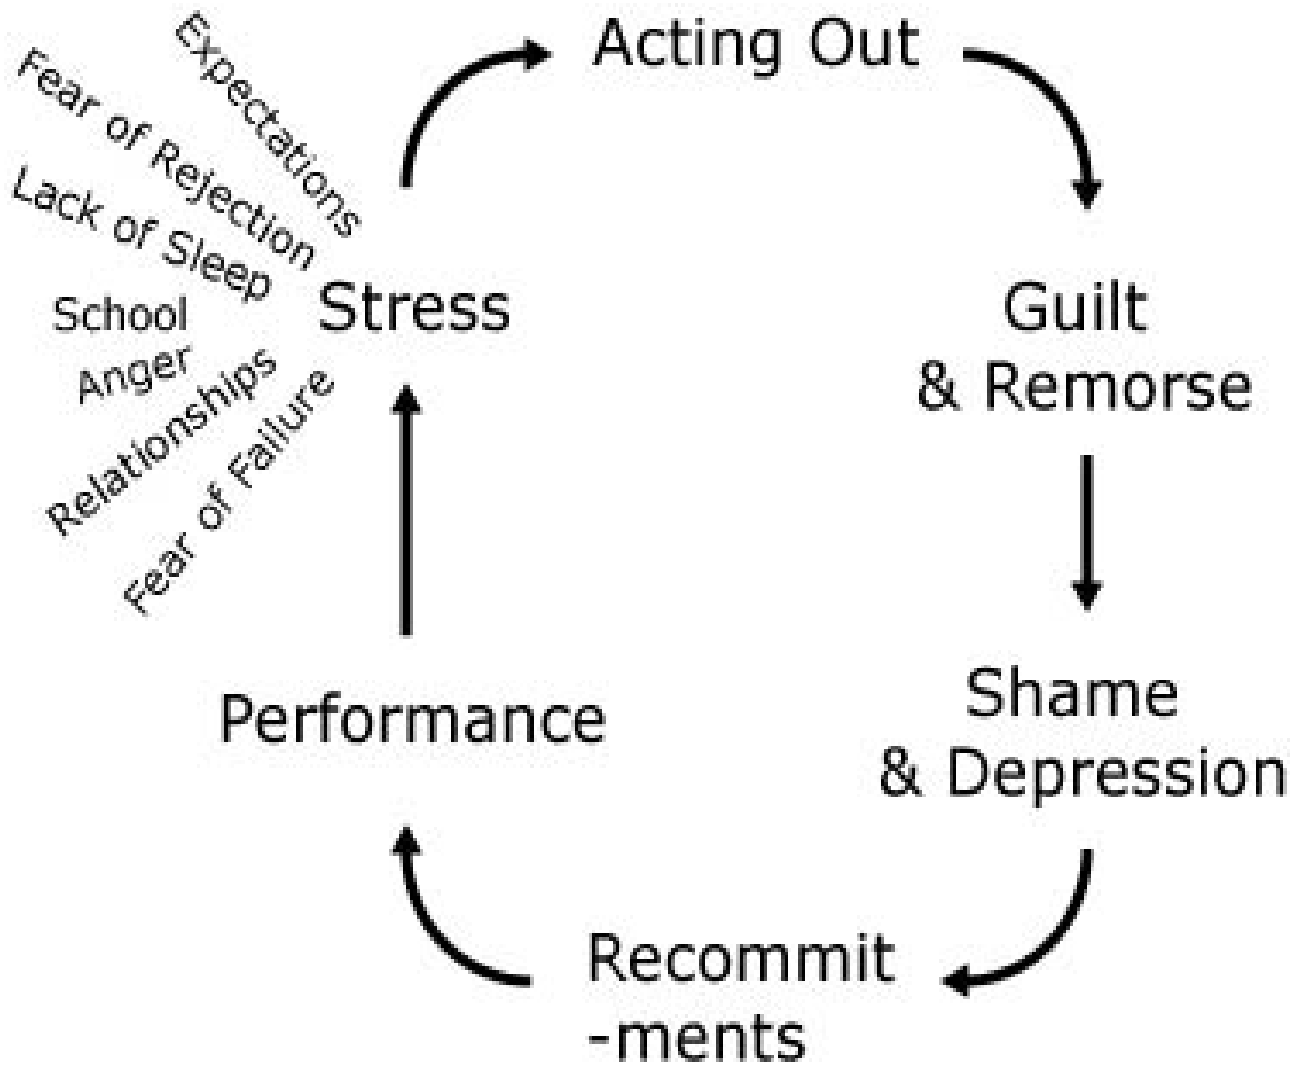 Expectations
Fear of Rejection
Lack of Sleep
School
Anger
Relationships
Fear of Failure
Stress
Acting Out
Guilt
& Remorse
Shame
& Depression
Recommit
-ments
Performance